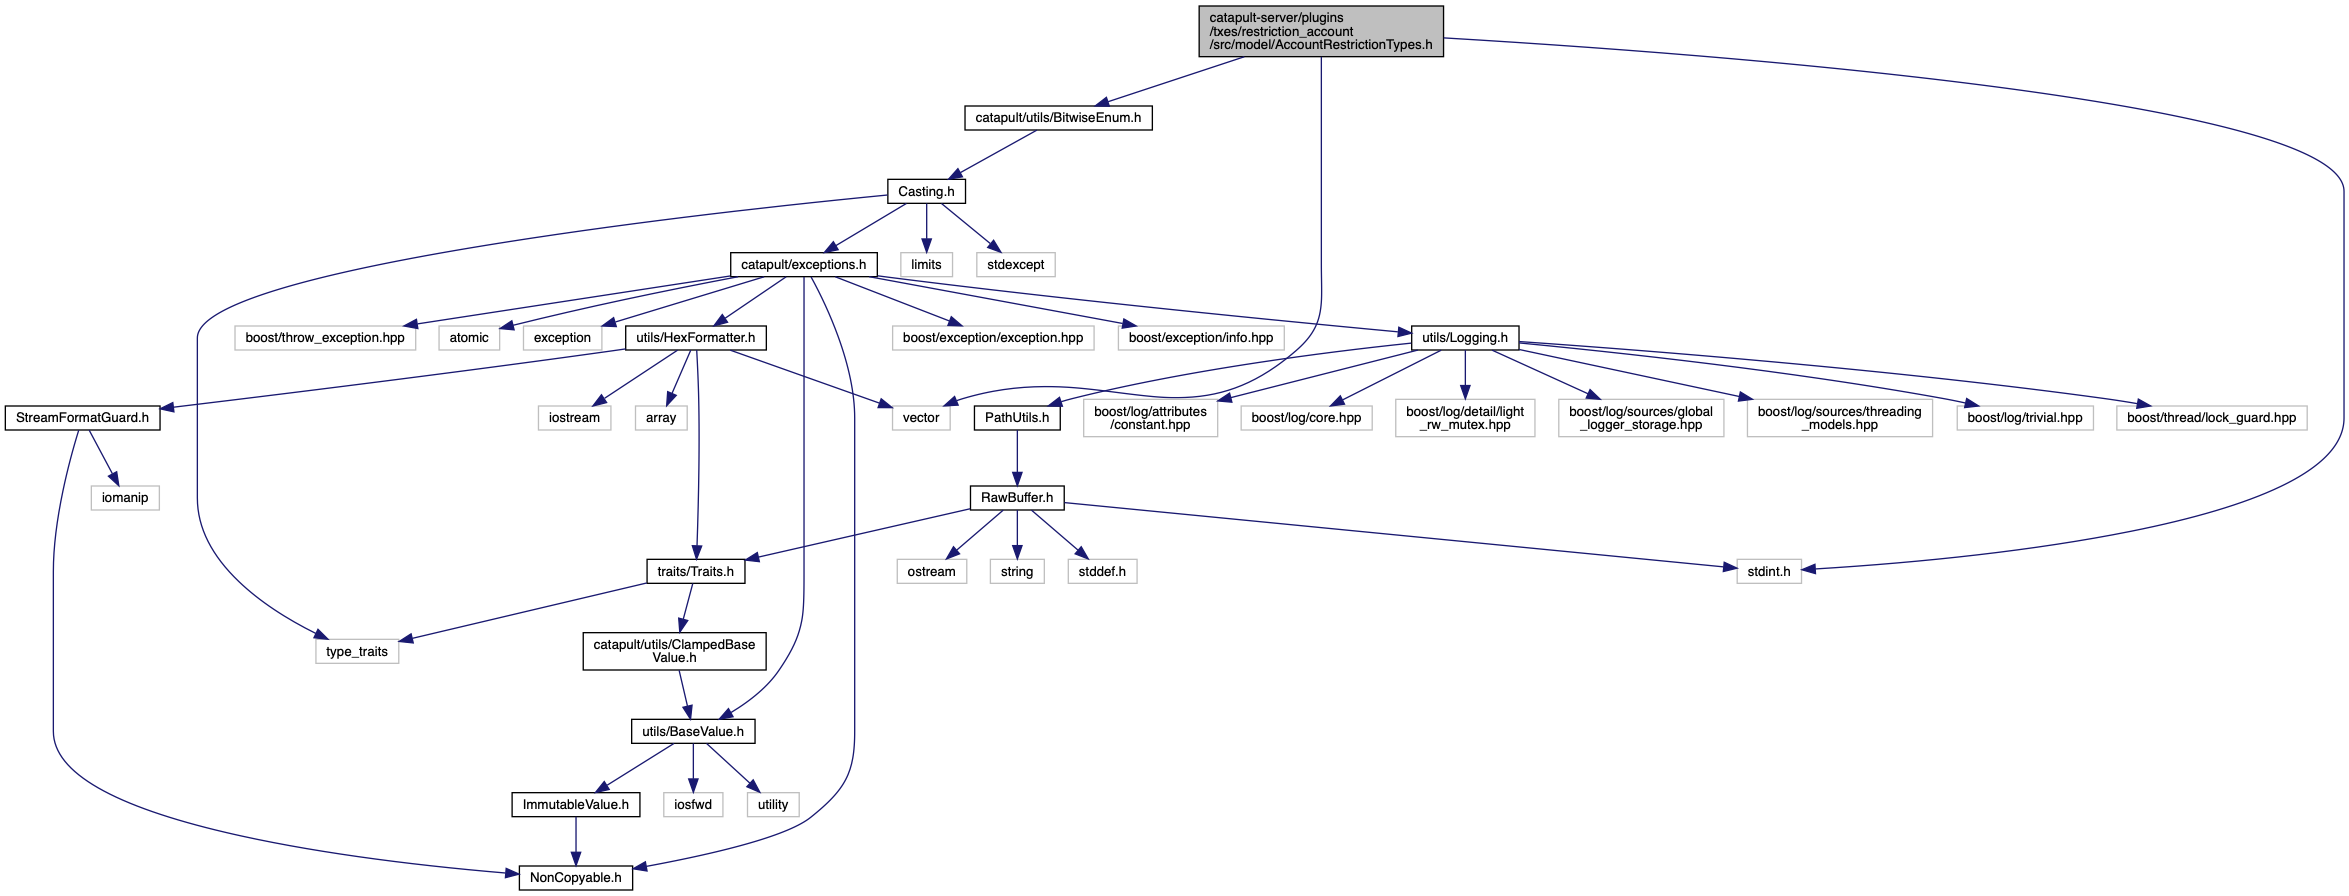 catapult-server/plugins
/txes/restriction_account
/src/model/AccountRestrictionTypes.h
catapult/utils/BitwiseEnum.h
Casting.h
catapult/exceptions.h
limits
stdexcept
boost/throw_exception.hpp
atomic
exception
utils/HexFormatter.h
boost/exception/exception.hpp
boost/exception/info.hpp
utils/Logging.h
StreamFormatGuard.h
iostream
array
vector
PathUtils.h
boost/log/attributes
/constant.hpp
boost/log/core.hpp
boost/log/detail/light
_rw_mutex.hpp
boost/log/sources/global
_logger_storage.hpp
boost/log/sources/threading
_models.hpp
boost/log/trivial.hpp
boost/thread/lock_guard.hpp
iomanip
RawBuffer.h
traits/Traits.h
ostream
string
stddef.h
stdint.h
type_traits
catapult/utils/ClampedBase
Value.h
utils/BaseValue.h
ImmutableValue.h
iosfwd
utility
NonCopyable.h